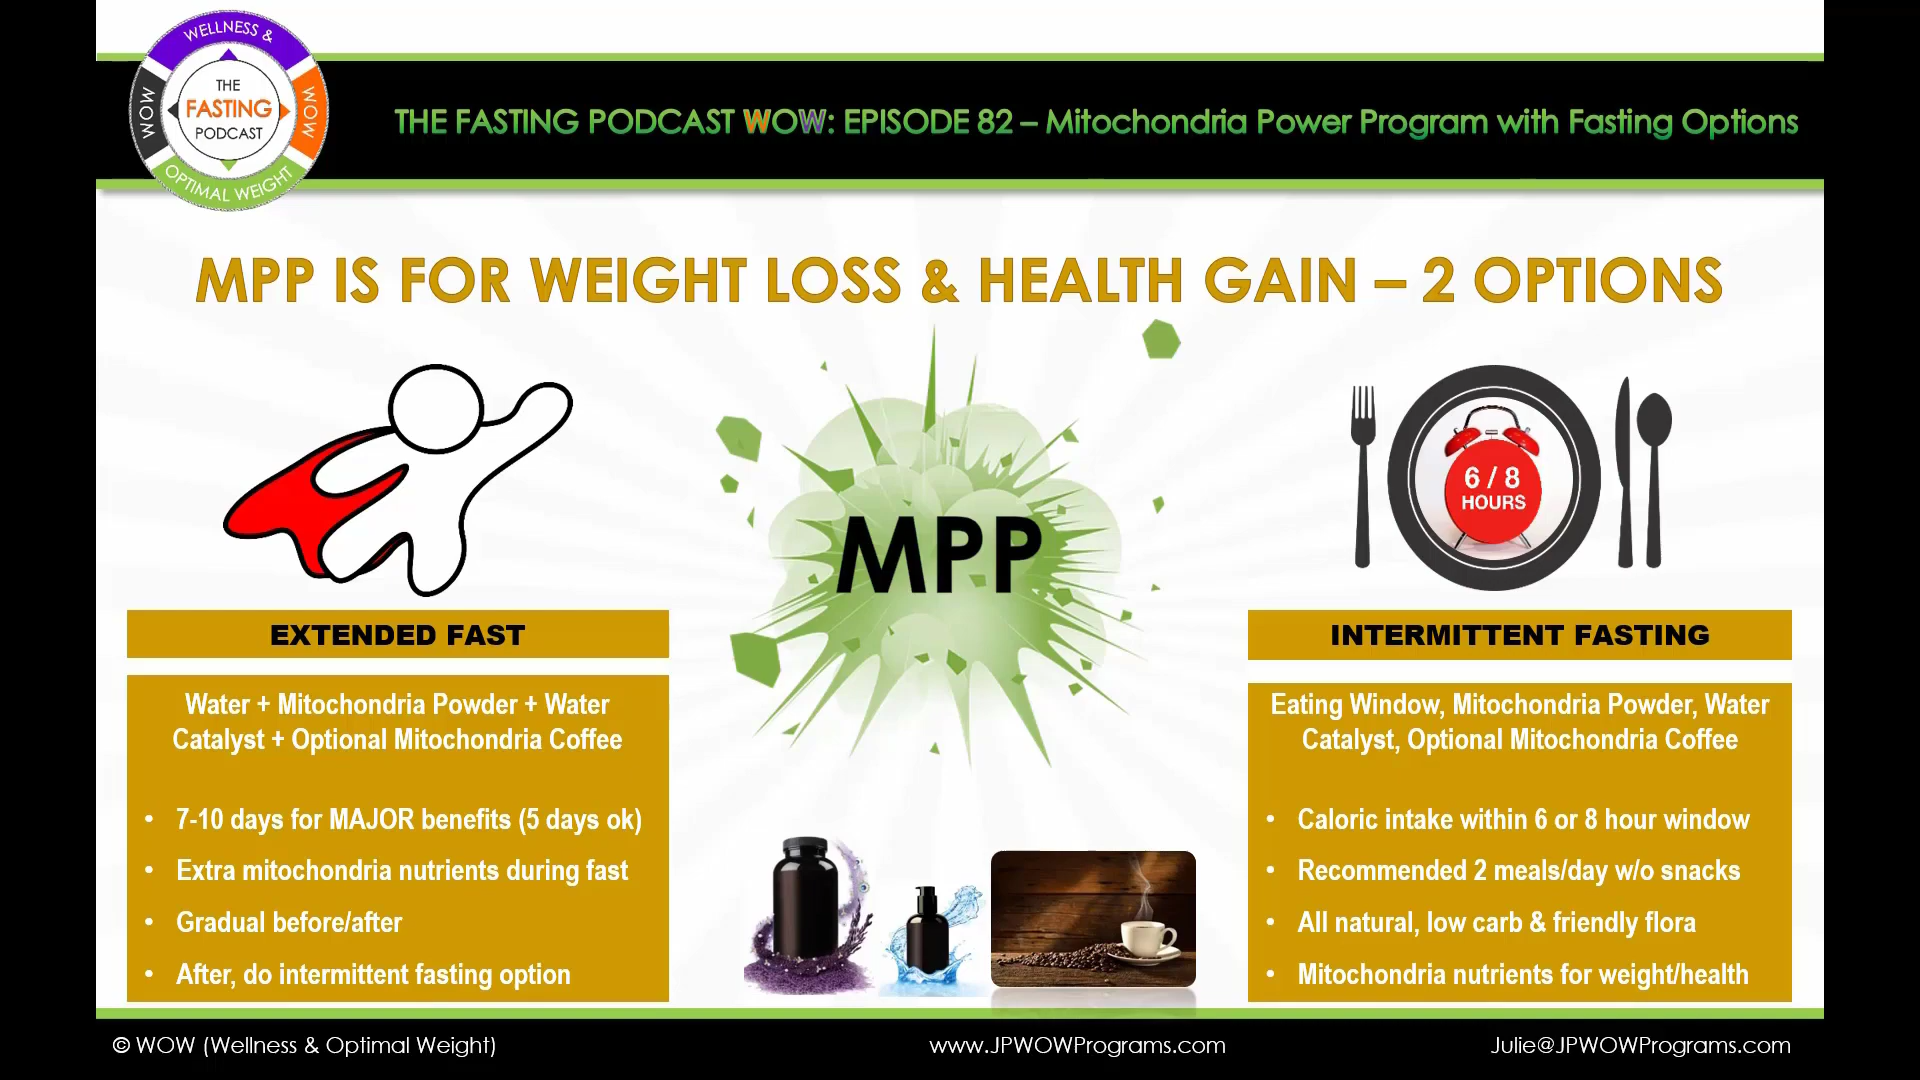 WELLNESS &
WOW
THE
FASTING
PODCAST
WOW
OPTIMAL WEIGHT
THE FASTING PODCAST WOW: EPISODE 82 – Mitochondria Power Program with Fasting Options
MPP IS FOR WEIGHT LOSS & HEALTH GAIN – 2 OPTIONS
MPP
6 / 8
HOURS
EXTENDED FAST
Water + Mitochondria Powder + Water
Catalyst + Optional Mitochondria Coffee
• 7-10 days for MAJOR benefits (5 days ok)
• Extra mitochondria nutrients during fast
• Gradual before/after
• After, do intermittent fasting option
INTERMITTENT FASTING
Eating Window, Mitochondria Powder, Water
Catalyst, Optional Mitochondria Coffee
• Caloric intake within 6 or 8 hour window
• Recommended 2 meals/day w/o snacks
• All natural, low carb & friendly flora
• Mitochondria nutrients for weight/health
© WOW (Wellness & Optimal Weight)
www.JPWOWPrograms.com
Julie@JPWOWPrograms.com